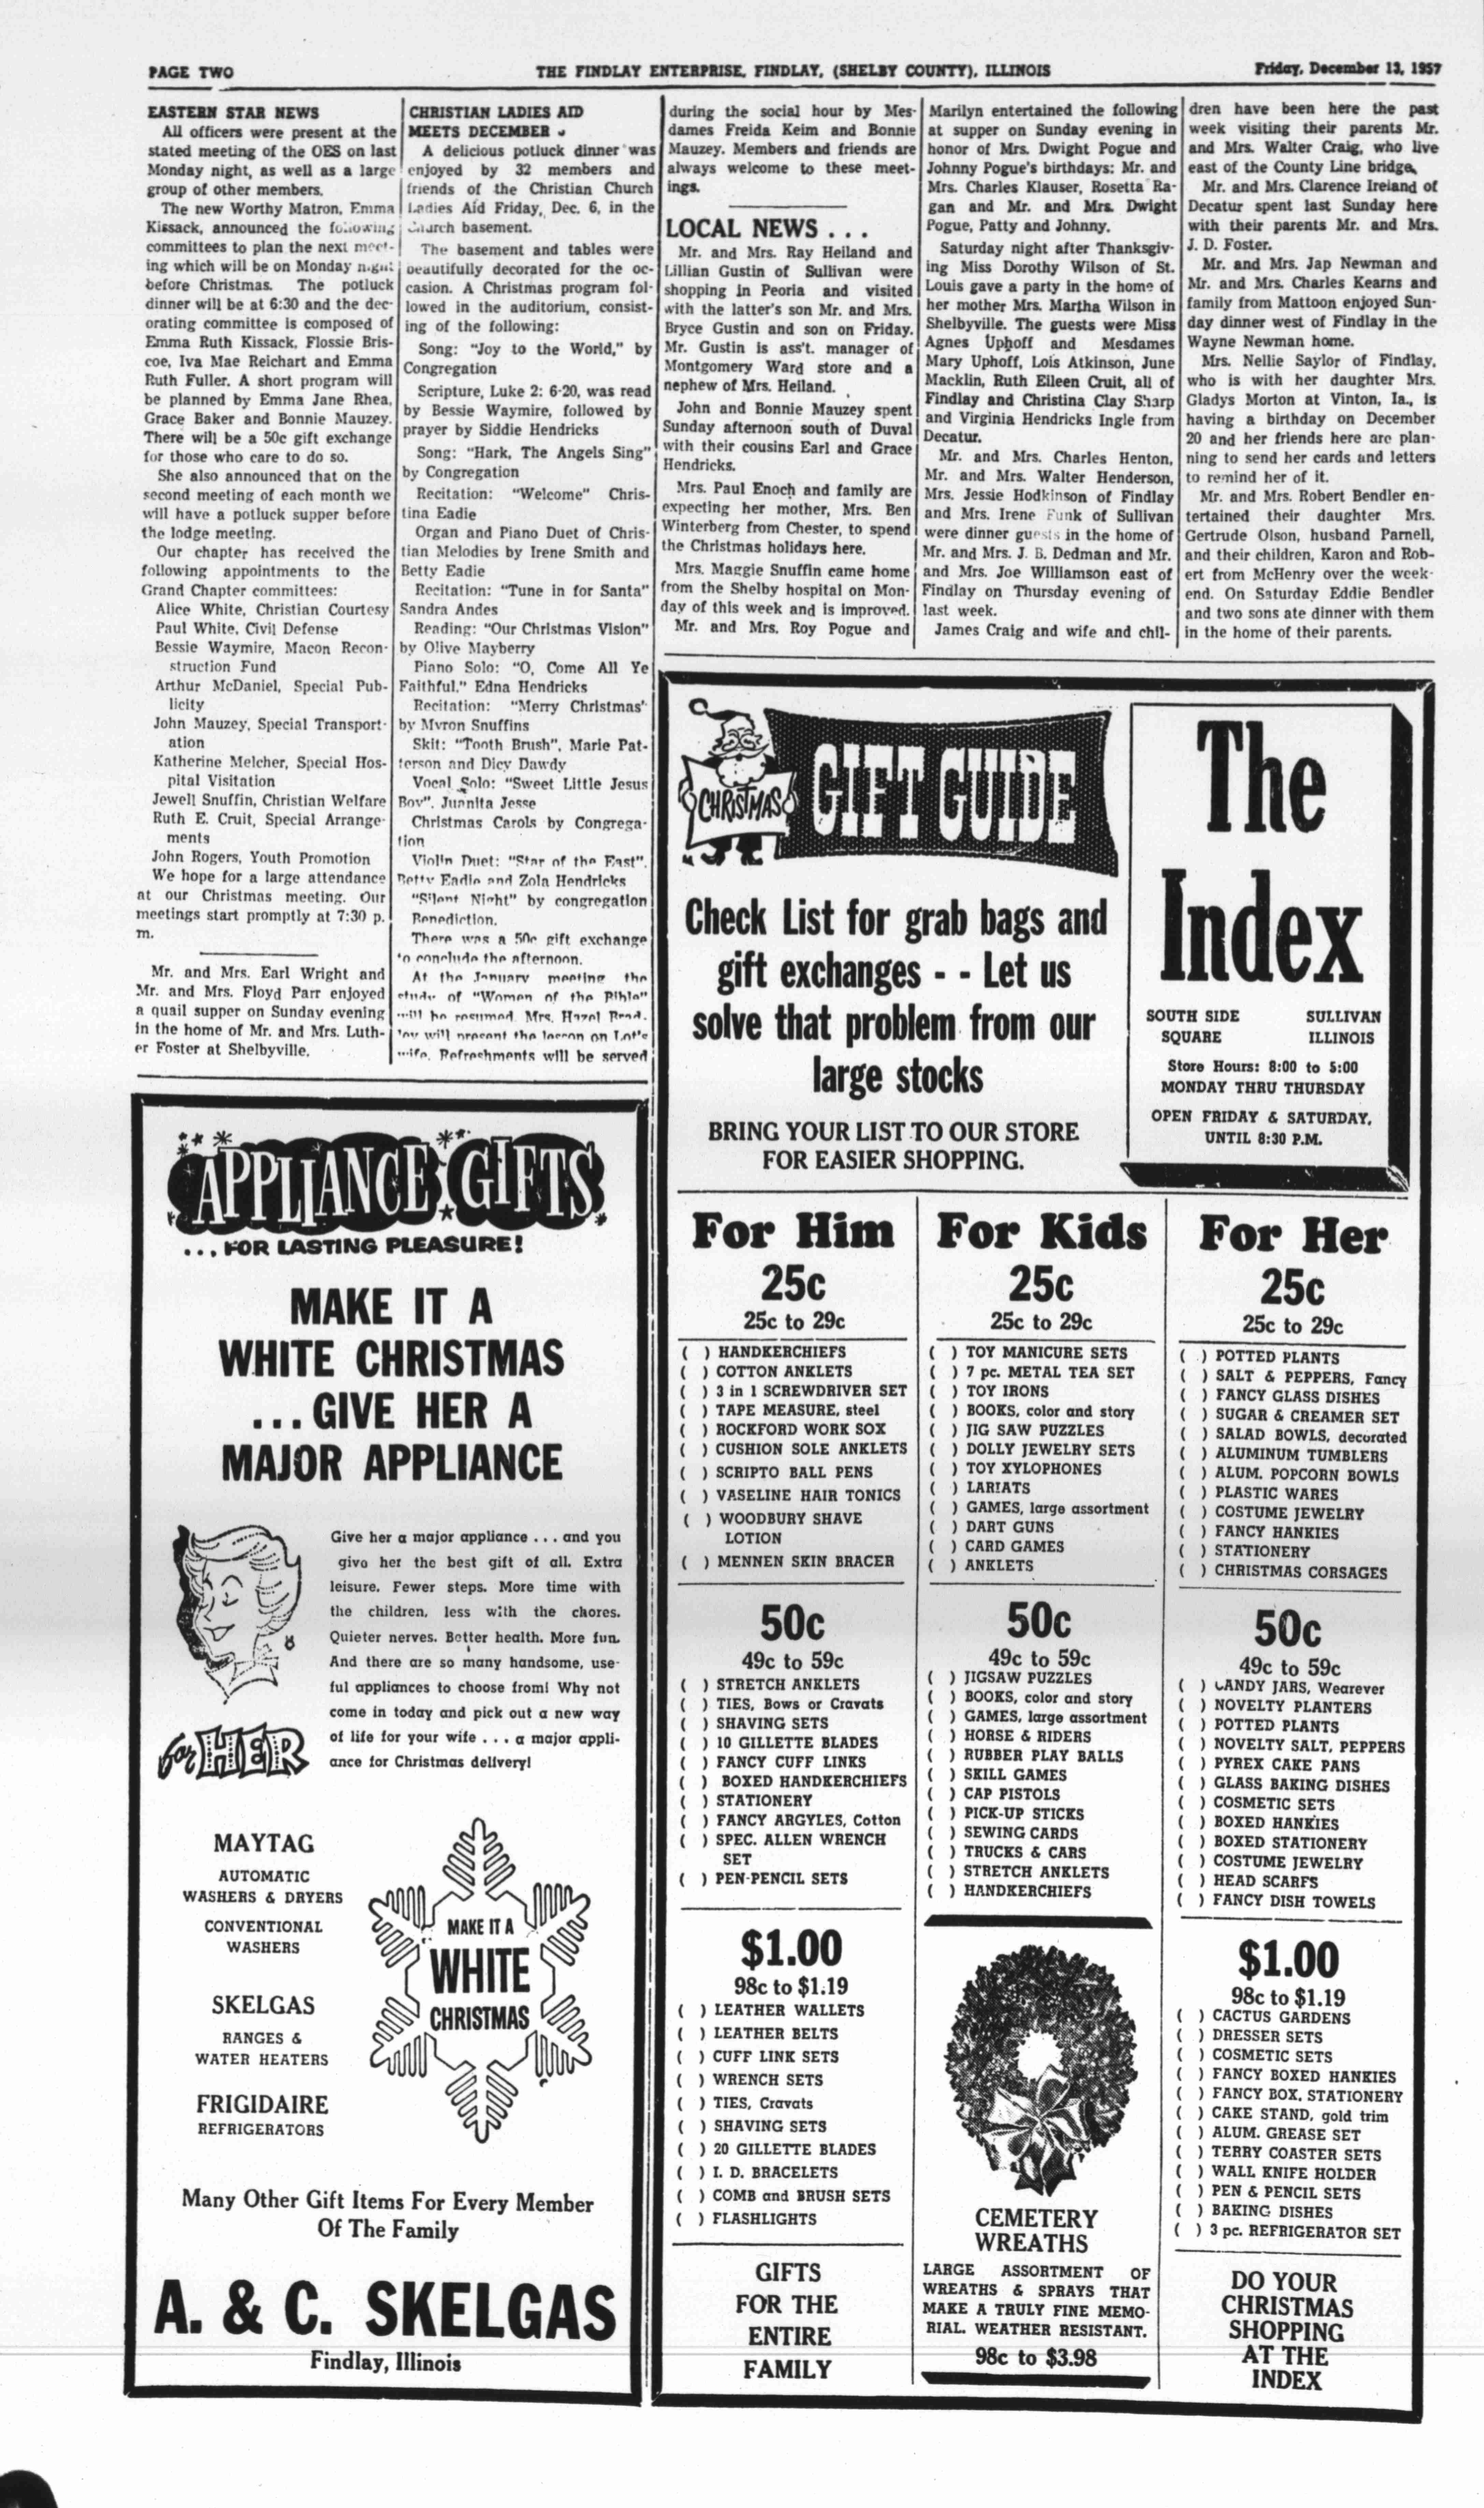 PAGE TWO
THE FINDLAY ENTERPRISE, FINDLAY, (SHELBY COUNTY), ILLINOIS
Friday, December 13, 1957
EASTERN STAR NEWS
All officers were present at the
stated meeting of the OES on last
Monday night, as well as a large
group of other members.
The new Worthy Matron, Emma
Kissack, announced the following
committees to plan the next meet-
ing which will be on Monday night
before Christmas. The potluck
dinner will be at 6:30 and the dec-
orating committee is composed of
Emma Ruth Kissack, Flossie Bris-
coe, Iva Mae Reichart and Emma
Ruth Fuller. A short program will
be planned by Emma Jane Rhea,
Grace Baker and Bonnie Mauzey.
There will be a 50c gift exchange
for those who care to do so.
She also announced that on the
second meeting of each month we
will have a potluck supper before
the lodge meeting.
Our chapter has received the
following appointments to the
Grand Chapter committees:
Alice White, Christian Courtesy
Paul White, Civil Defense
Bessie Waymire, Macon Recon-
struction Fund
Arthur McDaniel, Special Pub-
licity
John Mauzey, Special Transport-
ation
Katherine Melcher, Special Hos-
pital Visitation
Jewell Snuffin, Christian Welfare
Ruth E. Cruit, Special Arrange-
ments
John Rogers, Youth Promotion
We hope for a large attendance
at our Christmas meeting. Our
meetings start promptly at 7:30 p.
m.
Mr. and Mrs. Earl Wright and
Mr. and Mrs. Floyd Parr enjoyed
a quail supper on Sunday evening
in the home of Mr. and Mrs. Luth-
er Foster at Shelbyville.
CHRISTIAN LADIES AID
MEETS DECEMBER
A delicious potluck dinner was
enjoyed by 32 members and
friends of the Christian Church
Ladies Aid Friday, Dec. 6, in the
Church basement.
The basement and tables were
beautifully decorated for the oc-
casion. A Christmas program fol-
lowed in the auditorium, consist-
ing of the following:
Song: "Joy to the World," by
Congregation
Scripture, Luke 2: 6-20, was read
by Bessie Waymire, followed by
prayer by Siddie Hendricks
Song: "Hark, The Angels Sing"
by Congregation
Recitation: "Welcome" Chris-
tina Eadie
Organ and Piano Duet of Chris-
tian Melodies by Irene Smith and
Betty Eadie
Recitation: "Tune in for Santa"
Sandra Andes
Reading: "Our Christmas Vision"
by Olive Mayberry
Piano Solo: "O, Come All Ye
Faithful," Edna Hendricks
Recitation: "Merry Christmas"
by Myron Snuffins
Skit: "Tooth Brush", Marie Pat-
terson and Dicy Dawdy
Vocal Solo: "Sweet Little Jesus
Boy", Juanita Jesse
Christmas Carols by Congrega-
tion
Violin Duet: "Star of the East",
Betty Eadie and Zola Hendricks
"Silent Night" by congregation
Benediction.
There was a 50c gift exchange
to conclude the afternoon.
At the January meeting the
study of "Women of the Bible"
will be resumed. Mrs. Hazel Brad-
ley will present the lesson on Lot's
wife. Refreshments will be served
during the social hour by Mes-
dames Freida Keim and Bonnie
Mauzey. Members and friends are
always welcome to these meet-
ings.
LOCAL NEWS ...
Mr. and Mrs. Ray Heiland and
Lillian Gustin of Sullivan were
shopping in Peoria and visited
with the latter's son Mr. and Mrs.
Bryce Gustin and son on Friday.
Mr. Gustin is ass't. manager of
Montgomery Ward store and a
nephew of Mrs. Heiland.
John and Bonnie Mauzey spent
Sunday afternoon south of Duval
with their cousins Earl and Grace
Hendricks.
Mrs. Paul Enoch and family are
expecting her mother, Mrs. Ben
Winterberg from Chester, to spend
the Christmas holidays here.
Mrs. Maggie Snuffin came home
from the Shelby hospital on Mon-
day of this week and is improved.
Mr. and Mrs. Roy Pogue and
Marilyn entertained the following
at supper on Sunday evening in
honor of Mrs. Dwight Pogue and
Johnny Pogue's birthdays: Mr. and
Mrs. Charles Klauser, Rosetta Ra-
gan and Mr. and Mrs. Dwight
Pogue, Patty and Johnny.
Saturday night after Thanksgiv-
ing Miss Dorothy Wilson of St.
Louis gave a party in the home of
her mother Mrs. Martha Wilson in
Shelbyville. The guests were Miss
Agnes Uphoff and Mesdames
Mary Uphoff, Lois Atkinson, June
Macklin, Ruth Eileen Cruit, all of
Findlay and Christina Clay Sharp
and Virginia Hendricks Ingle from
Decatur.
Mr. and Mrs. Charles Henton,
Mr. and Mrs. Walter Henderson,
Mrs. Jessie Hodkinson of Findlay
and Mrs. Irene Funk of Sullivan
were dinner guests in the home of
Mr. and Mrs. J. B. Dedman and Mr.
and Mrs. Joe Williamson east of
Findlay on Thursday evening of
last week.
James Craig and wife and chil-
dren have been here the past
week visiting their parents Mr.
and Mrs. Walter Craig, who live
east of the County Line bridge.
Mr. and Mrs. Clarence Ireland of
Decatur spent last Sunday here
with their parents Mr. and Mrs.
J. D. Foster.
Mr. and Mrs. Jap Newman and
Mr. and Mrs. Charles Kearns and
family from Mattoon enjoyed Sun-
day dinner west of Findlay in the
Wayne Newman home.
Mrs. Nellie Saylor of Findlay,
who is with her daughter Mrs.
Gladys Morton at Vinton, Ia., is
having a birthday on December
20 and her friends here are plan-
ning to send her cards and letters
to remind her of it.
Mr. and Mrs. Robert Bendler en-
tertained their daughter Mrs.
Gertrude Olson, husband Parnell,
and their children, Karon and Rob-
ert from McHenry over the week-
end. On Saturday Eddie Bendler
and two sons ate dinner with them
in the home of their parents.
APPLIANCE GIFTS
... FOR LASTING PLEASURE!
MAKE IT A
WHITE CHRISTMAS
...GIVE HER A
MAJOR APPLIANCE
Give her a major appliance ... and you
give her the best gift of all. Extra
leisure. Fewer steps. More time with
the children, less with the chores.
Quieter nerves. Better health. More fun.
And there are so many handsome, use-
ful appliances to choose from! Why not
come in today and pick out a new way
of life for your wife ... a major appli-
ance for Christmas delivery!
for HER
MAYTAG
AUTOMATIC
WASHERS & DRYERS
CONVENTIONAL
WASHERS
SKELGAS
RANGES &
WATER HEATERS
FRIGIDAIRE
REFRIGERATORS
MAKE IT A
WHITE
CHRISTMAS
Many Other Gift Items For Every Member
Of The Family
A. & C. SKELGAS
Findlay, Illinois
CHRISTMAS
GIFT GUIDE
Check List for grab bags and
gift exchanges - - Let us
solve that problem from our
large stocks
BRING YOUR LIST TO OUR STORE
FOR EASIER SHOPPING.
The
Index
SOUTH SIDE SULLIVAN
SQUARE ILLINOIS
Store Hours: 8:00 to 5:00
MONDAY THRU THURSDAY
OPEN FRIDAY & SATURDAY,
UNTIL 8:30 P.M.
For Him
25c
25c to 29c
( ) HANDKERCHIEFS
( ) COTTON ANKLETS
( ) 3 in 1 SCREWDRIVER SET
( ) TAPE MEASURE, steel
( ) ROCKFORD WORK SOX
( ) CUSHION SOLE ANKLETS
( ) SCRIPTO BALL PENS
( ) VASELINE HAIR TONICS
( ) WOODBURY SHAVE
LOTION
( ) MENNEN SKIN BRACER
50c
49c to 59c
( ) STRETCH ANKLETS
( ) TIES, Bows or Cravats
( ) SHAVING SETS
( ) 10 GILLETTE BLADES
( ) FANCY CUFF LINKS
( ) BOXED HANDKERCHIEFS
( ) STATIONERY
( ) FANCY ARGYLES, Cotton
( ) SPEC. ALLEN WRENCH
SET
( ) PEN-PENCIL SETS
$1.00
98c to $1.19
( ) LEATHER WALLETS
( ) LEATHER BELTS
( ) CUFF LINK SETS
( ) WRENCH SETS
( ) TIES, Cravats
( ) SHAVING SETS
( ) 20 GILLETTE BLADES
( ) I. D. BRACELETS
( ) COMB and BRUSH SETS
( ) FLASHLIGHTS
GIFTS
FOR THE
ENTIRE
FAMILY
For Kids
25c
25c to 29c
( ) TOY MANICURE SETS
( ) 7 pc. METAL TEA SET
( ) TOY IRONS
( ) BOOKS, color and story
( ) JIG SAW PUZZLES
( ) DOLLY JEWELRY SETS
( ) TOY XYLOPHONES
( ) LARIATS
( ) GAMES, large assortment
( ) DART GUNS
( ) CARD GAMES
( ) ANKLETS
50c
49c to 59c
( ) JIGSAW PUZZLES
( ) BOOKS, color and story
( ) GAMES, large assortment
( ) HORSE & RIDERS
( ) RUBBER PLAY BALLS
( ) SKILL GAMES
( ) CAP PISTOLS
( ) PICK-UP STICKS
( ) SEWING CARDS
( ) TRUCKS & CARS
( ) STRETCH ANKLETS
( ) HANDKERCHIEFS
CEMETERY
WREATHS
LARGE ASSORTMENT OF
WREATHS & SPRAYS THAT
MAKE A TRULY FINE MEMO-
RIAL. WEATHER RESISTANT.
98c to $3.98
For Her
25c
25c to 29c
( ) POTTED PLANTS
( ) SALT & PEPPERS, Fancy
( ) FANCY GLASS DISHES
( ) SUGAR & CREAMER SET
( ) SALAD BOWLS, decorated
( ) ALUMINUM TUMBLERS
( ) ALUM. POPCORN BOWLS
( ) PLASTIC WARES
( ) COSTUME JEWELRY
( ) FANCY HANKIES
( ) STATIONERY
( ) CHRISTMAS CORSAGES
50c
49c to 59c
( ) CANDY JARS, Wearever
( ) NOVELTY PLANTERS
( ) POTTED PLANTS
( ) NOVELTY SALT, PEPPERS
( ) PYREX CAKE PANS
( ) GLASS BAKING DISHES
( ) COSMETIC SETS
( ) BOXED HANKIES
( ) BOXED STATIONERY
( ) COSTUME JEWELRY
( ) HEAD SCARFS
( ) FANCY DISH TOWELS
$1.00
98c to $1.19
( ) CACTUS GARDENS
( ) DRESSER SETS
( ) COSMETIC SETS
( ) FANCY BOXED HANKIES
( ) FANCY BOX. STATIONERY
( ) CAKE STAND, gold trim
( ) ALUM. GREASE SET
( ) TERRY COASTER SETS
( ) WALL KNIFE HOLDER
( ) PEN & PENCIL SETS
( ) BAKING DISHES
( ) 3 pc. REFRIGERATOR SET
DO YOUR
CHRISTMAS
SHOPPING
AT THE
INDEX